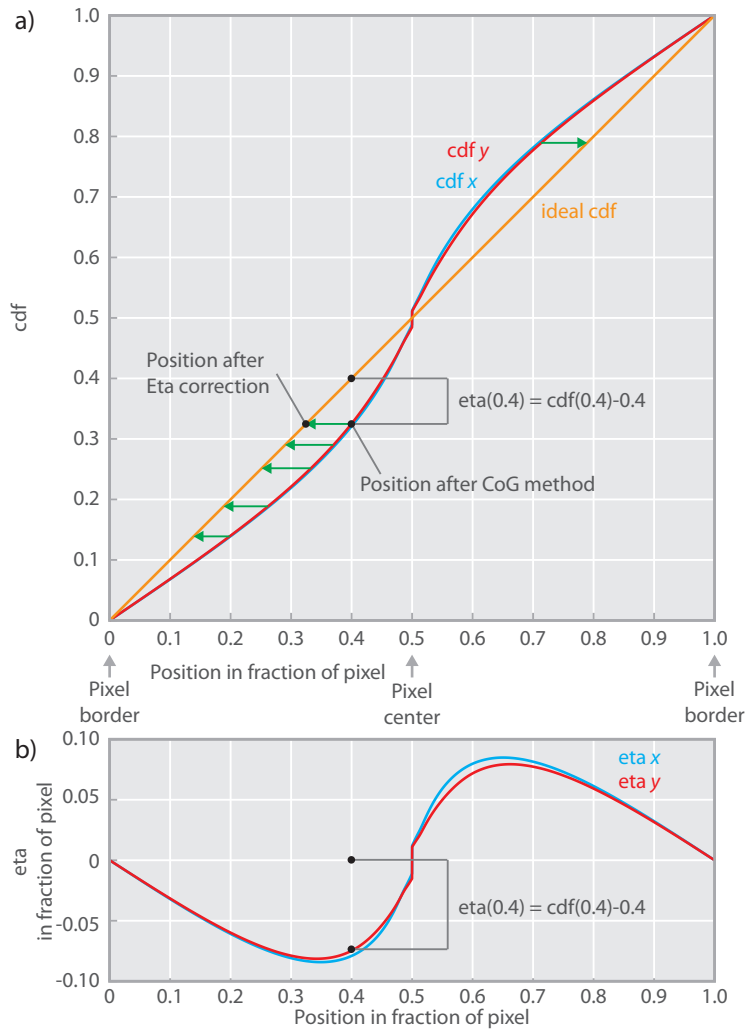 a)
1.0
0.9
0.8
0.7
0.6
0.5
0.4
0.3
0.2
0.1
0
cdf
cdf y
cdf x
ideal cdf
Position after
Eta correction
eta(0.4) = cdf(0.4)-0.4
Position after CoG method
0 0.1 0.2 0.3 0.4 0.5 0.6 0.7 0.8 0.9 1.0
Position in fraction of pixel
Pixel
border
Pixel
center
Pixel
border
b)
0.10
0.05
0
-0.05
-0.10
eta
in fraction of pixel
eta x
eta y
eta(0.4) = cdf(0.4)-0.4
0 0.1 0.2 0.3 0.4 0.5 0.6 0.7 0.8 0.9 1.0
Position in fraction of pixel